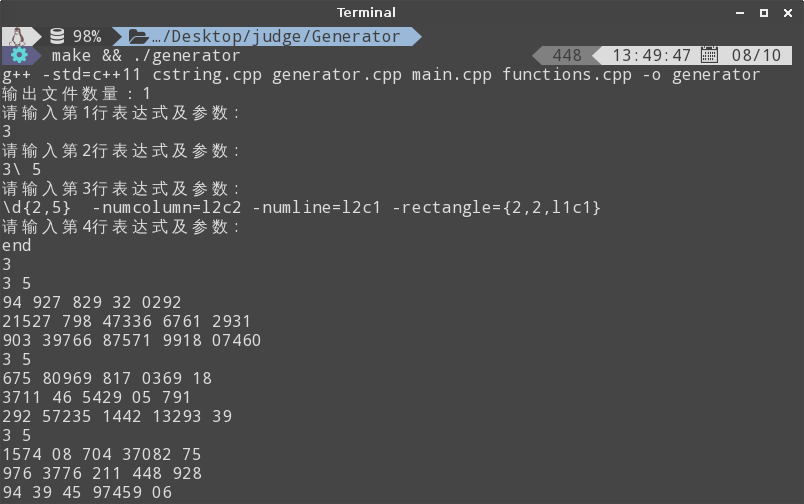 Terminal
98% …/Desktop/judge/Generator
make && ./generator 448 13:49:47 08/10
g++ -std=c++11 cstring.cpp generator.cpp main.cpp functions.cpp -o generator
输出文件数量：1
请输入第1行表达式及参数：
3
请输入第2行表达式及参数：
3\ 5
请输入第3行表达式及参数：
\d{2,5}  -numcolumn=l2c2 -numline=l2c1 -rectangle={2,2,l1c1}
请输入第4行表达式及参数：
end
3
3 5
94 927 829 32 0292
21527 798 47336 6761 2931
903 39766 87571 9918 07460
3 5
675 80969 817 0369 18
3711 46 5429 05 791
292 57235 1442 13293 39
3 5
1574 08 704 37082 75
976 3776 211 448 928
94 39 45 97459 06